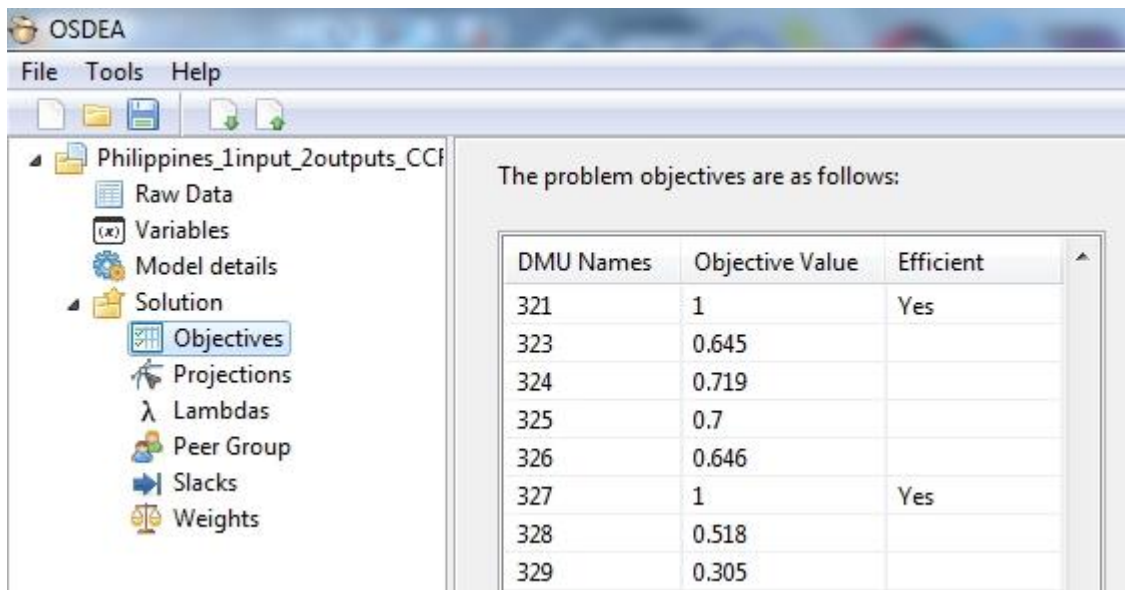 OSDEA
File Tools Help
Philippines_1input_2outputs_CCF
Raw Data
(x) Variables
Model details
Solution
Objectives
Projections
λ Lambdas
Peer Group
Slacks
Weights
The problem objectives are as follows:
DMU Names Objective Value Efficient
321 1 Yes
323 0.645
324 0.719
325 0.7
326 0.646
327 1 Yes
328 0.518
329 0.305